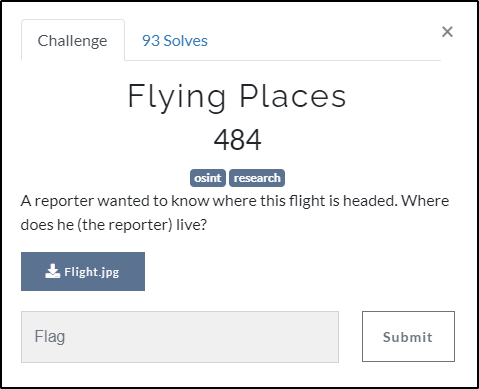 Challenge
93 Solves
×
Flying Places
484
osint
research
A reporter wanted to know where this flight is headed. Where
does he (the reporter) live?
Flight.jpg
Flag
Submit